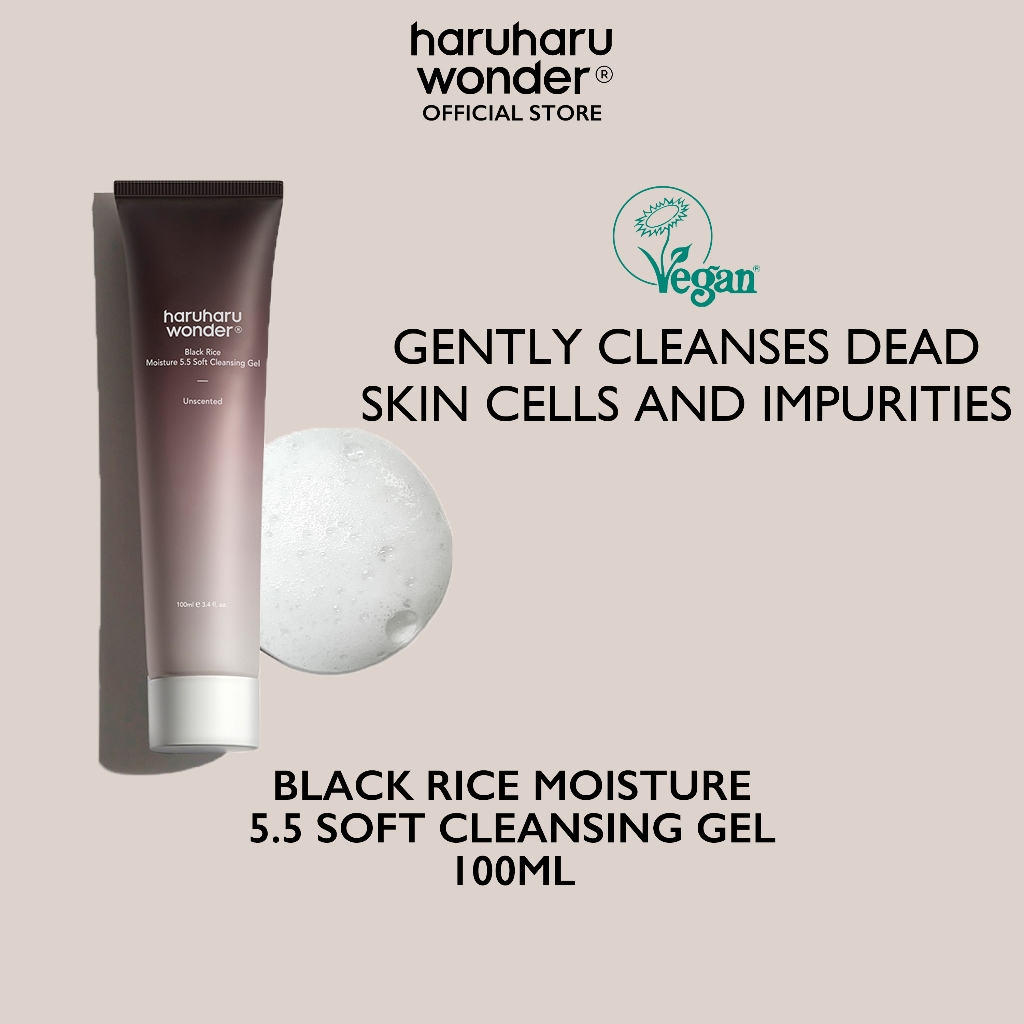 haruharu
wonder®
OFFICIAL STORE
Vegan®
GENTLY CLEANSES DEAD
SKIN CELLS AND IMPURITIES
haruharu
wonder®
Black Rice
Moisture 5.5 Soft Cleansing Gel
Unscented
100ml ℮ 3.4 fl. oz.
BLACK RICE MOISTURE
5.5 SOFT CLEANSING GEL
100ML